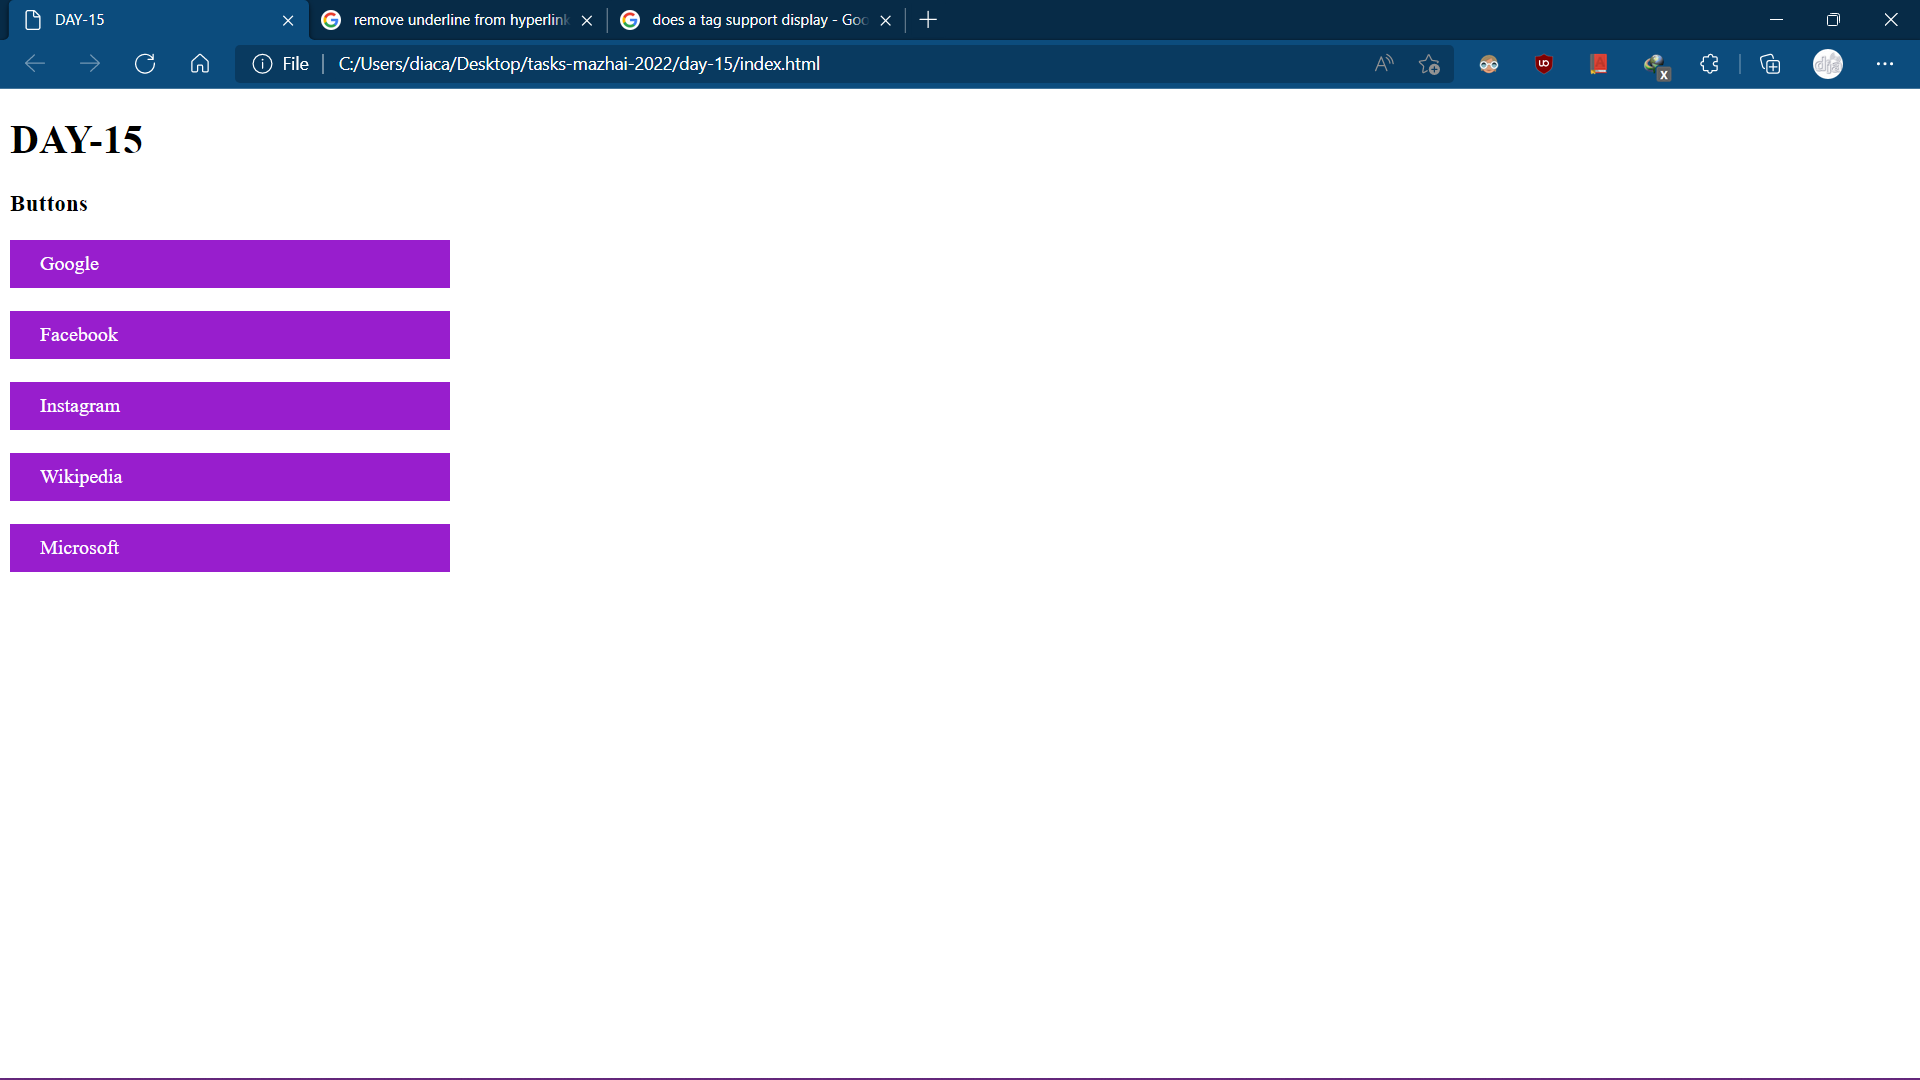 DAY-15
remove underline from hyperlink
does a tag support display - Goo
File
C:/Users/diaca/Desktop/tasks-mazhai-2022/day-15/index.html
DAY-15
Buttons
Google
Facebook
Instagram
Wikipedia
Microsoft